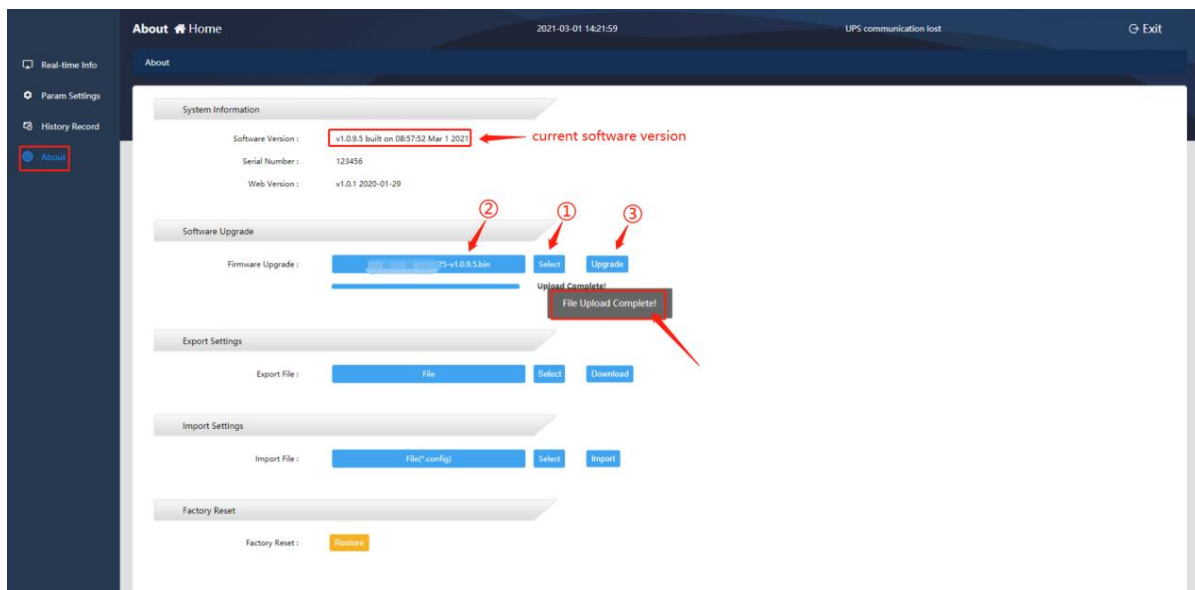 About Home 2021-03-01 14:21:59 UPS communication lost Exit
Real-time Info
Param Settings
History Record
About
About
System Information
Software Version : v1.0.9.5 built on 08:57:52 Mar 1 2021 current software version
Serial Number : 123456
Web Version : v1.0.1 2020-01-29
② ① ③
Software Upgrade
Firmware Upgrade : 25-v1.0.9.5.bin Select Upgrade
Upload Complete!
File Upload Complete!
Export Settings
Export File : File Select Download
Import Settings
Import File : File(*.config) Select Import
Factory Reset
Factory Reset : Restore